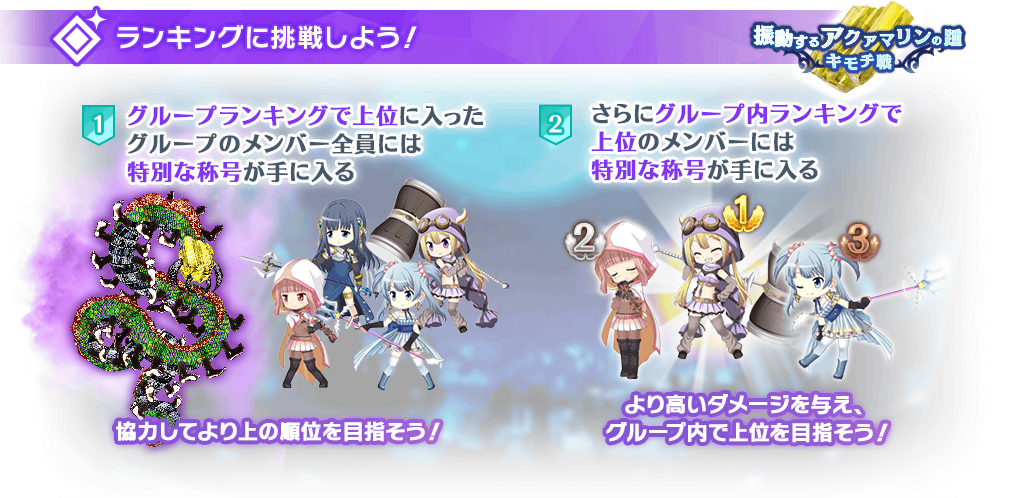 ランキングに挑戦しよう!
振動するアクアマリンの踵
キモチ戦
1
グループランキングで上位に入った
グループのメンバー全員には
特別な称号が手に入る
2
さらにグループ内ランキングで
上位のメンバーには
特別な称号が手に入る
2
1
3
協力してより上の順位を目指そう!
より高いダメージを与え、
グループ内で上位を目指そう!